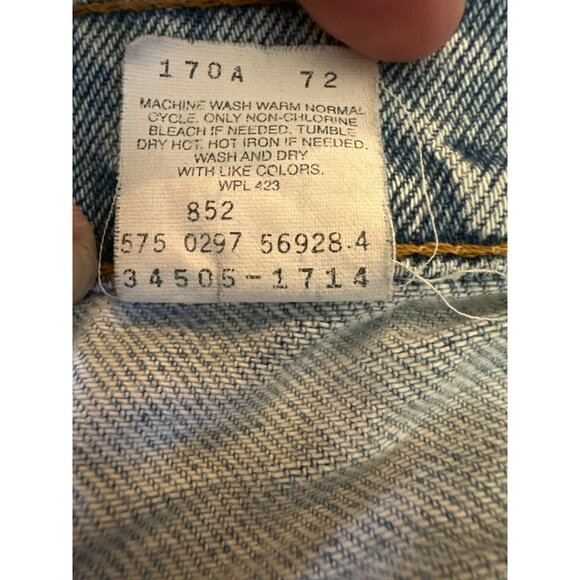 170A 72
MACHINE WASH WARM NORMAL
CYCLE. ONLY NON-CHLORINE
BLEACH IF NEEDED. TUMBLE
DRY HOT. HOT IRON IF NEEDED.
WASH AND DRY
WITH LIKE COLORS.
WPL 423
852
575 0297 56928.4
34505-1714